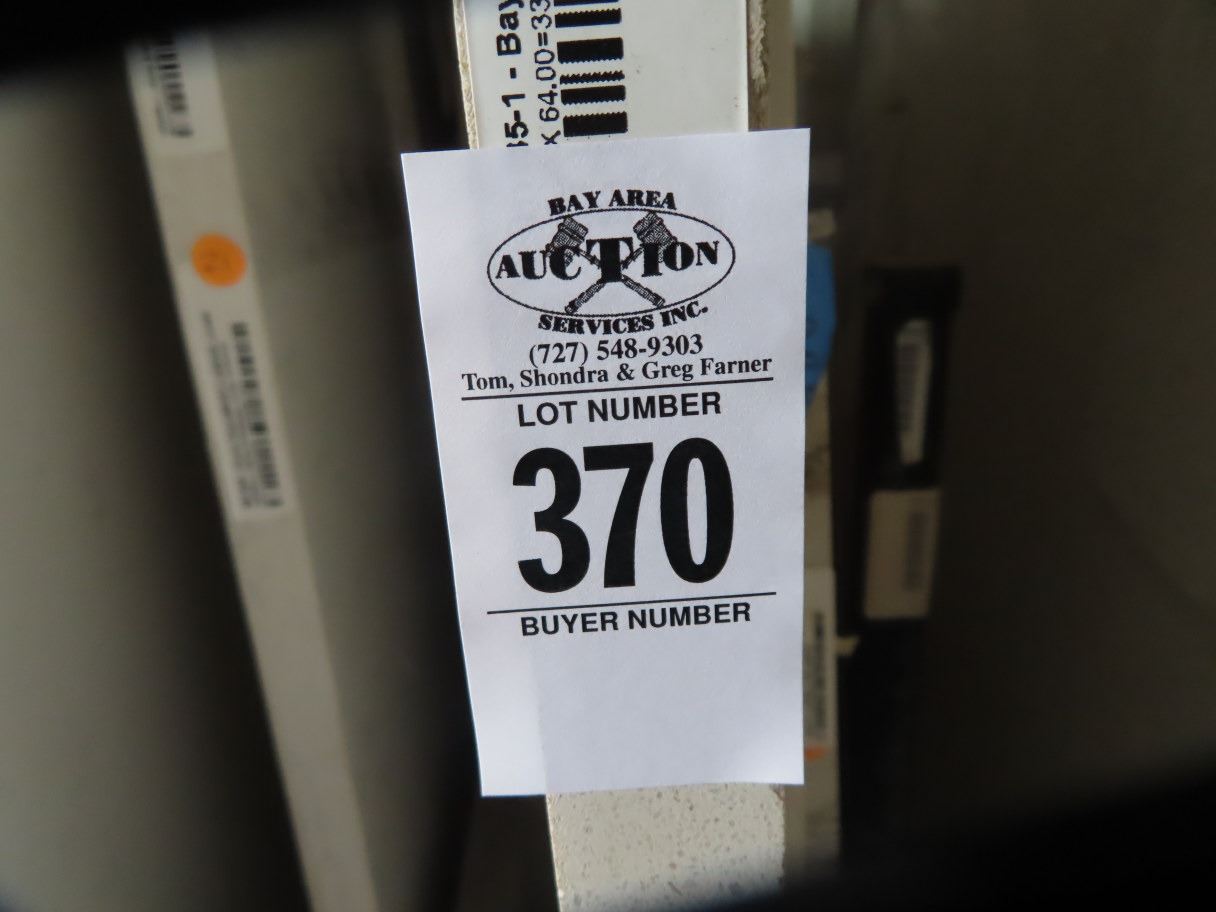 35-1 - Bay
X 64.00=33
BAY AREA
AUCTION
SERVICES INC.
(727) 548-9303
Tom, Shondra & Greg Farner
LOT NUMBER
370
BUYER NUMBER